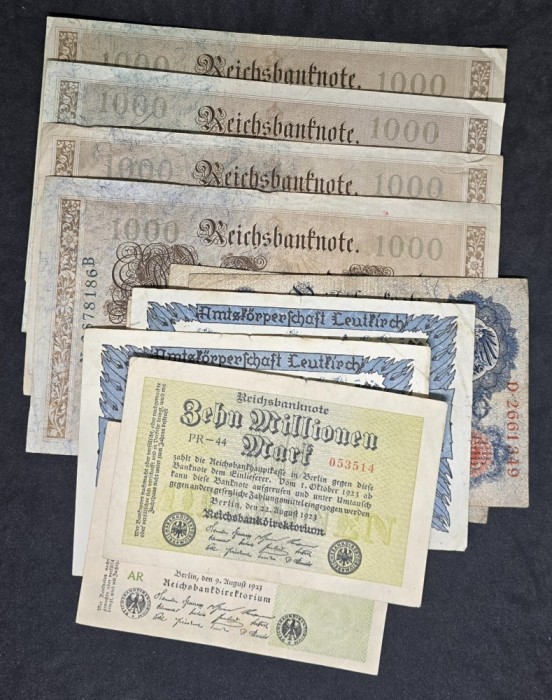 1000 Reichsbanknote. 1000
1000 Reichsbanknote. 1000
1000 Reichsbanknote. 1000
1000 Reichsbanknote. 1000
678186B
D·2661349
Amtskörperschaft Leutkirch
Amtskörperschaft Leutkirch
Reichsbanknote
Zehn Millionen
PR-44 Mark 053514
zahlt die Reichsbankhauptkasse in Berlin gegen diese
Banknote dem Einlieferer. Vom 1. Oktober 1923 ab
kann diese Banknote aufgerufen und unter Umtausch
gegen andere gesetzliche Zahlungsmittel eingezogen werden
Berlin, den 22. August 1923
Reichsbankdirektorium
Berlin, den 9. August 1923
AR Reichsbankdirektorium